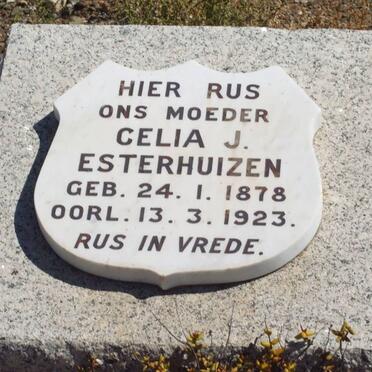 HIER RUS
ONS MOEDER
CELIA J.
ESTERHUIZEN
GEB. 24. 1. 1878
OORL. 13. 3. 1923.
RUS IN VREDE.